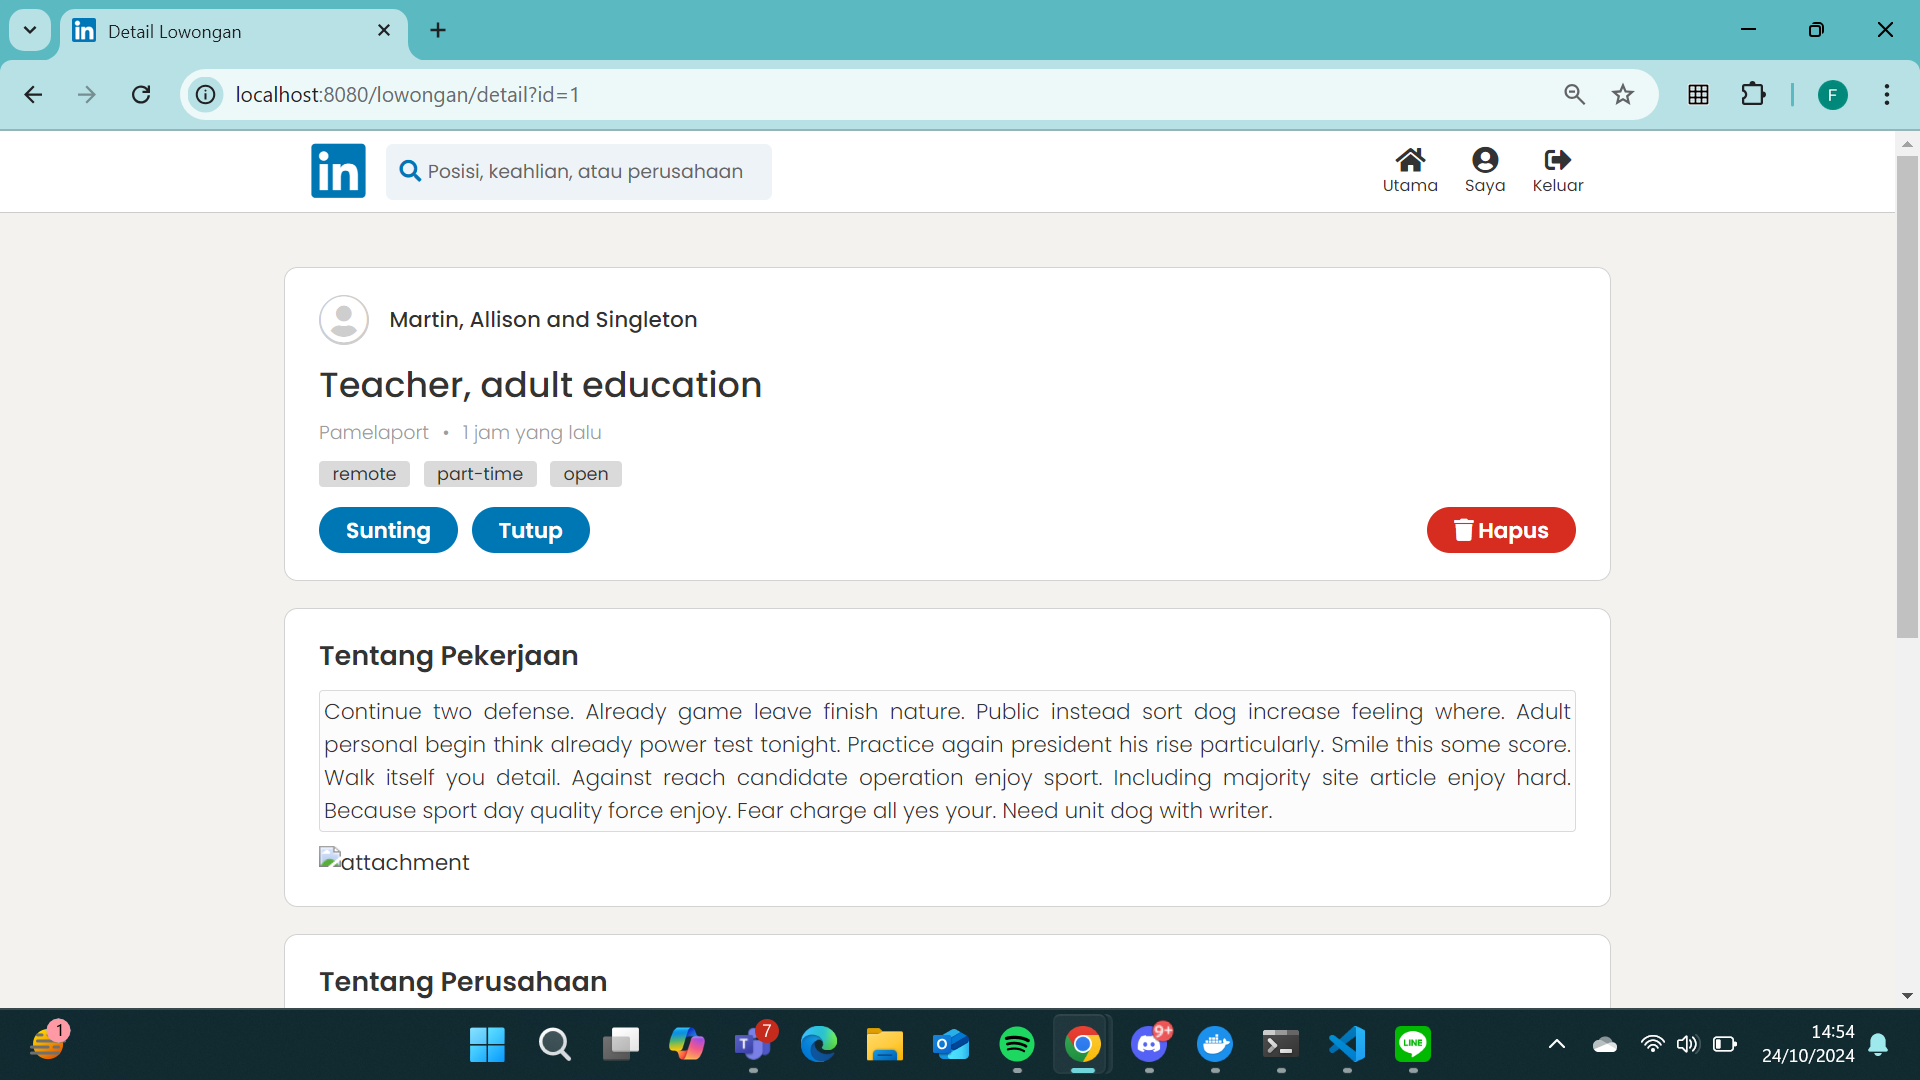 Detail Lowongan
localhost:8080/lowongan/detail?id=1
F
in
Posisi, keahlian, atau perusahaan
Utama
Saya
Keluar
Martin, Allison and Singleton
Teacher, adult education
Pamelaport • 1 jam yang lalu
remote part-time open
Sunting Tutup Hapus
Tentang Pekerjaan
Continue two defense. Already game leave finish nature. Public instead sort dog increase feeling where. Adult
personal begin think already power test tonight. Practice again president his rise particularly. Smile this some score.
Walk itself you detail. Against reach candidate operation enjoy sport. Including majority site article enjoy hard.
Because sport day quality force enjoy. Fear charge all yes your. Need unit dog with writer.
attachment
Tentang Perusahaan
1
7
9+
LINE
14:54
24/10/2024